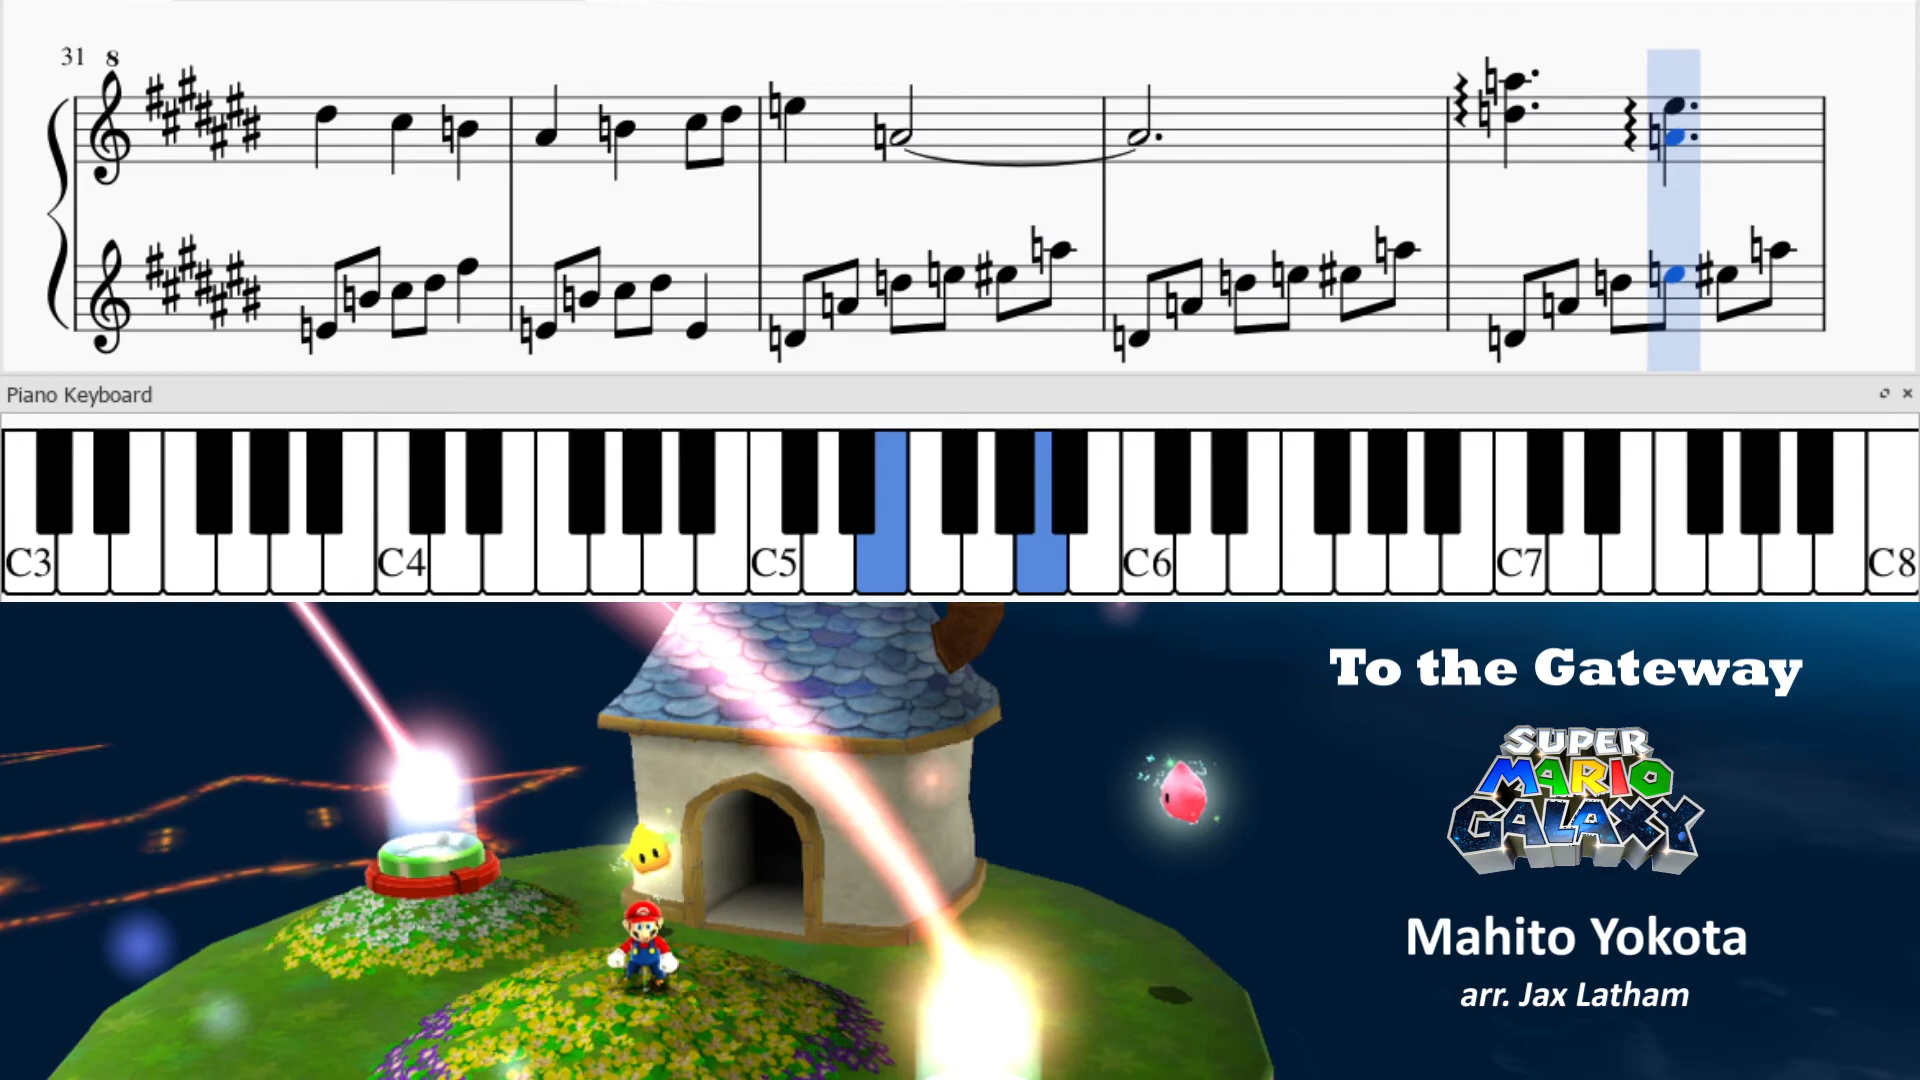 31
8
Piano Keyboard
C3 C4 C5 C6 C7 C8
To the Gateway
SUPER
MARIO
GALAXY
Mahito Yokota
arr. Jax Latham